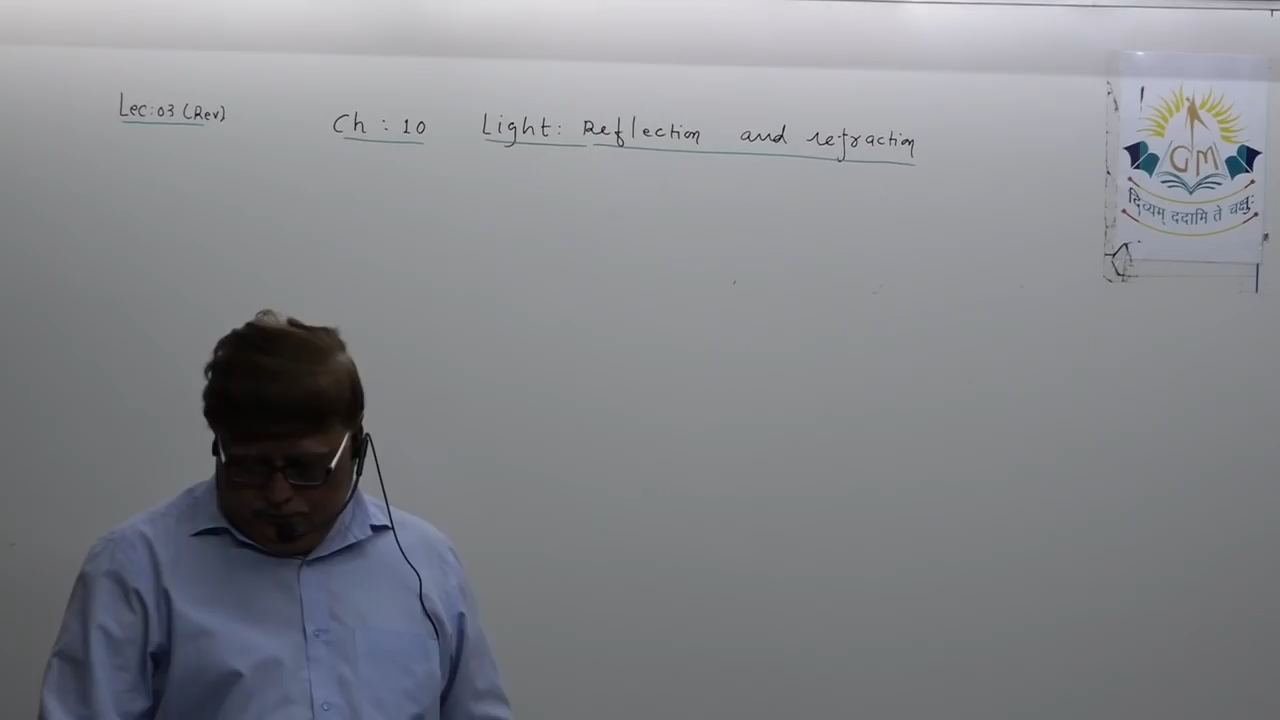 Lec:03 (Rev)
Ch : 10 Light: Reflection and refraction
GM
दिव्यम् ददामि ते चक्षुः